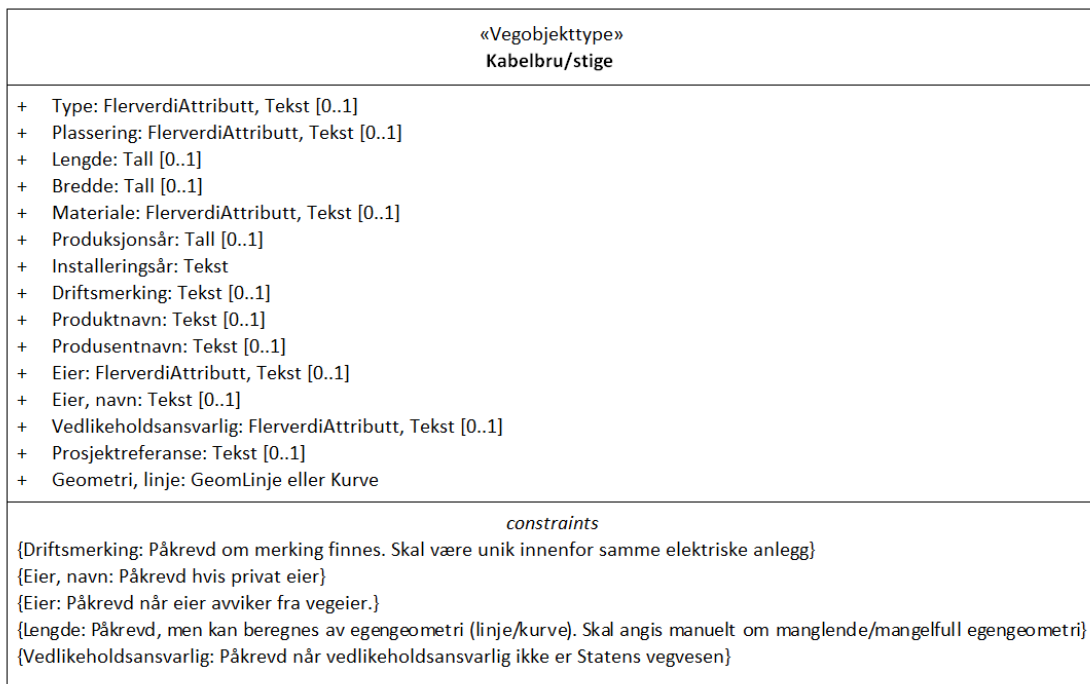 «Vegobjekttype»
Kabelbru/stige
+ Type: FlerverdiAttributt, Tekst [0..1]
+ Plassering: FlerverdiAttributt, Tekst [0..1]
+ Lengde: Tall [0..1]
+ Bredde: Tall [0..1]
+ Materiale: FlerverdiAttributt, Tekst [0..1]
+ Produksjonsår: Tall [0..1]
+ Installeringsår: Tekst
+ Driftsmerking: Tekst [0..1]
+ Produktnavn: Tekst [0..1]
+ Produsentnavn: Tekst [0..1]
+ Eier: FlerverdiAttributt, Tekst [0..1]
+ Eier, navn: Tekst [0..1]
+ Vedlikeholdsansvarlig: FlerverdiAttributt, Tekst [0..1]
+ Prosjektreferanse: Tekst [0..1]
+ Geometri, linje: GeomLinje eller Kurve
constraints
{Driftsmerking: Påkrevd om merking finnes. Skal være unik innenfor samme elektriske anlegg}
{Eier, navn: Påkrevd hvis privat eier}
{Eier: Påkrevd når eier avviker fra vegeier.}
{Lengde: Påkrevd, men kan beregnes av egengeometri (linje/kurve). Skal angis manuelt om manglende/mangelfull egengeometri}
{Vedlikeholdsansvarlig: Påkrevd når vedlikeholdsansvarlig ikke er Statens vegvesen}